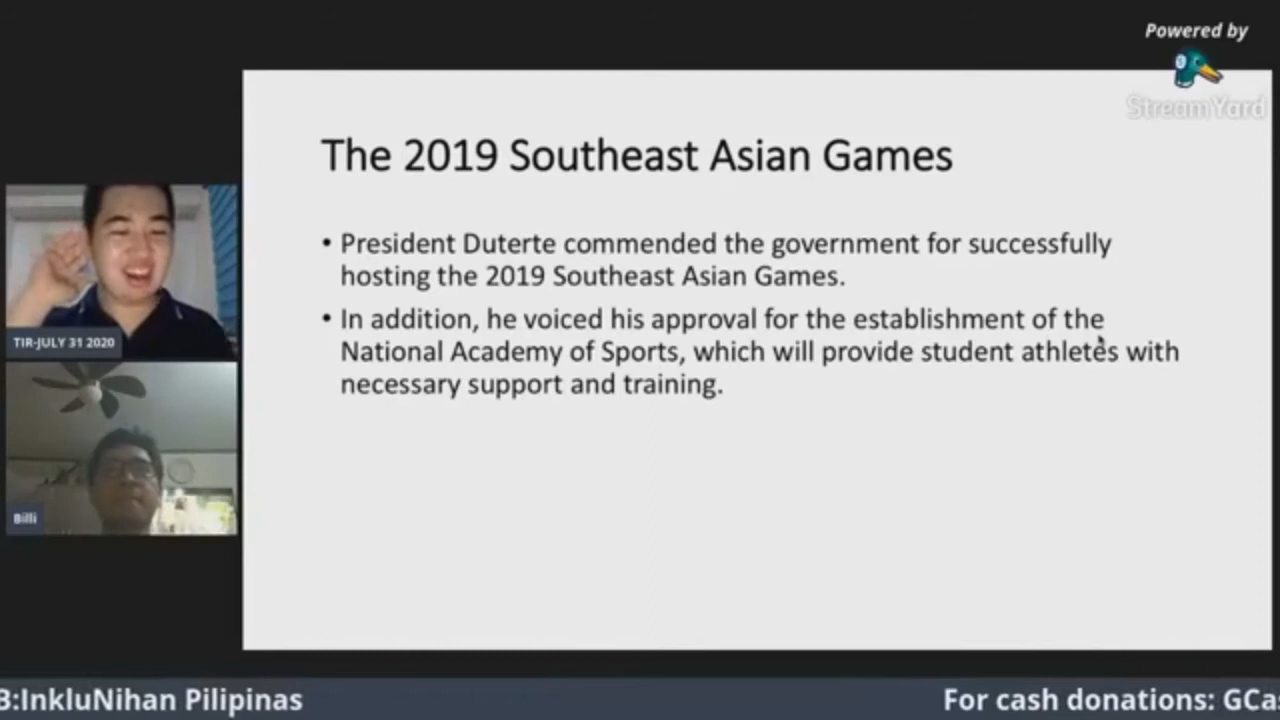 Powered by
StreamYard
The 2019 Southeast Asian Games
• President Duterte commended the government for successfully
hosting the 2019 Southeast Asian Games.
• In addition, he voiced his approval for the establishment of the
National Academy of Sports, which will provide student athletes with
necessary support and training.
TIR-JULY 31 2020
Billi
B:InkluNihan Pilipinas
For cash donations: GCas